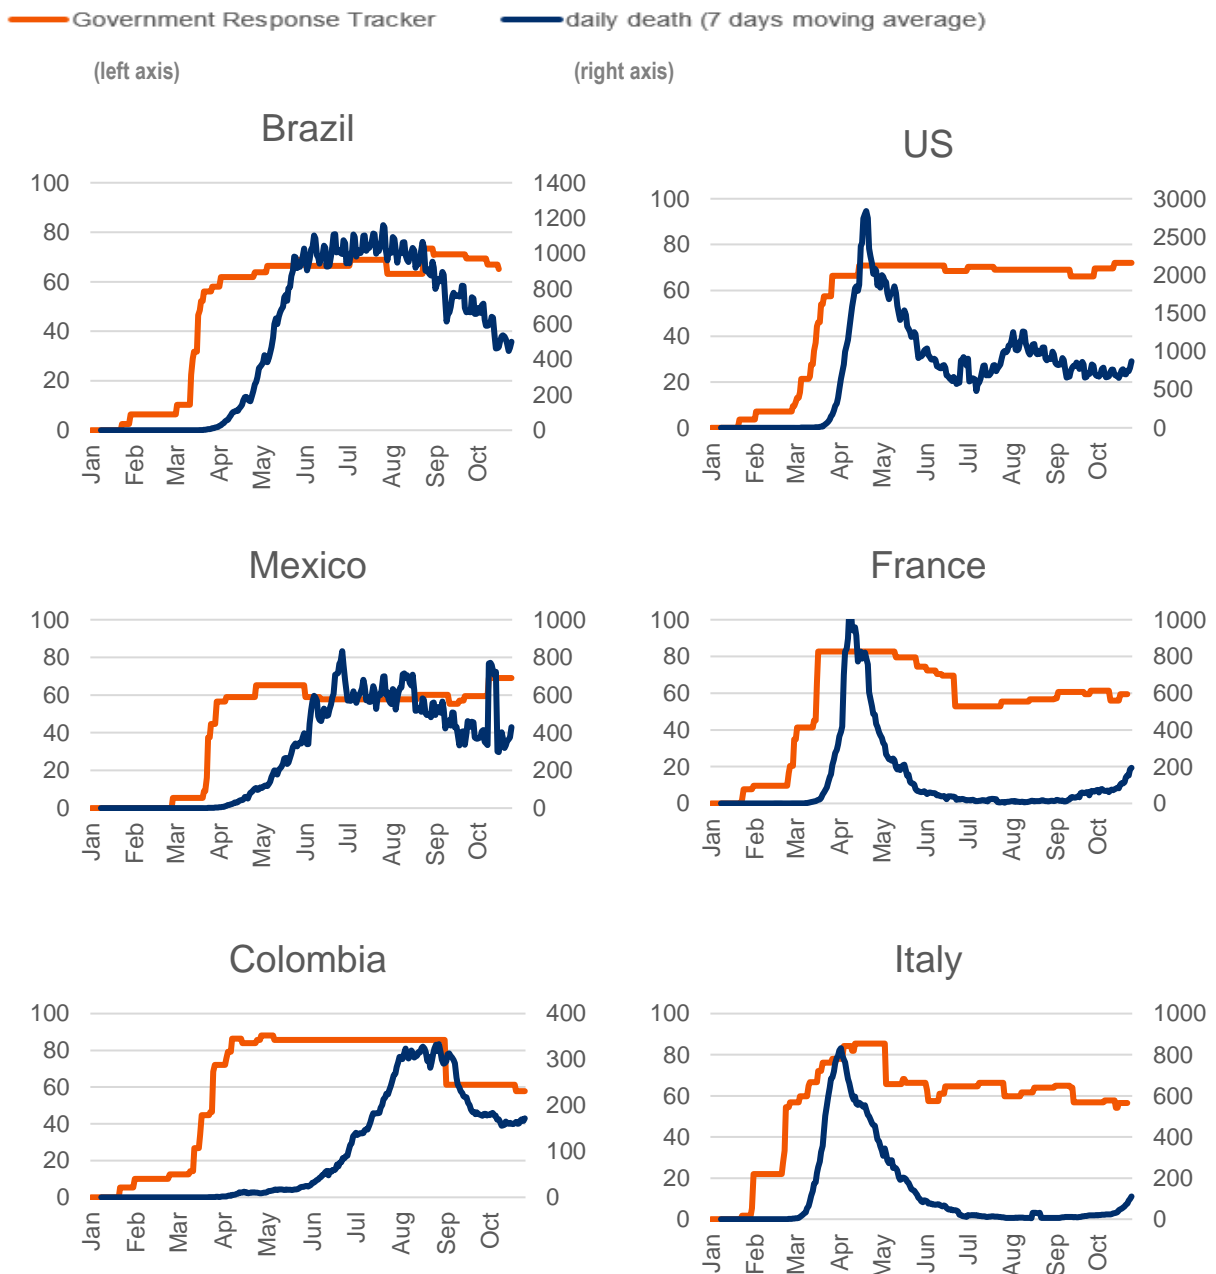 Government Response Tracker daily death (7 days moving average)
(left axis) (right axis)
Brazil
100 1400
80 1200
60 1000
40 800
20 600
0 400
200
0
Jan Feb Mar Apr May Jun Jul Aug Sep Oct
US
100 3000
80 2500
60 2000
40 1500
20 1000
0 500
0
Jan Feb Mar Apr May Jun Jul Aug Sep Oct
Mexico
100 1000
80 800
60 600
40 400
20 200
0 0
Jan Feb Mar Apr May Jun Jul Aug Sep Oct
France
100 1000
80 800
60 600
40 400
20 200
0 0
Jan Feb Mar Apr May Jun Jul Aug Sep Oct
Colombia
100 400
80 300
60 200
40 100
20 0
0
Jan Feb Mar Apr May Jun Jul Aug Sep Oct
Italy
100 1000
80 800
60 600
40 400
20 200
0 0
Jan Feb Mar Apr May Jun Jul Aug Sep Oct